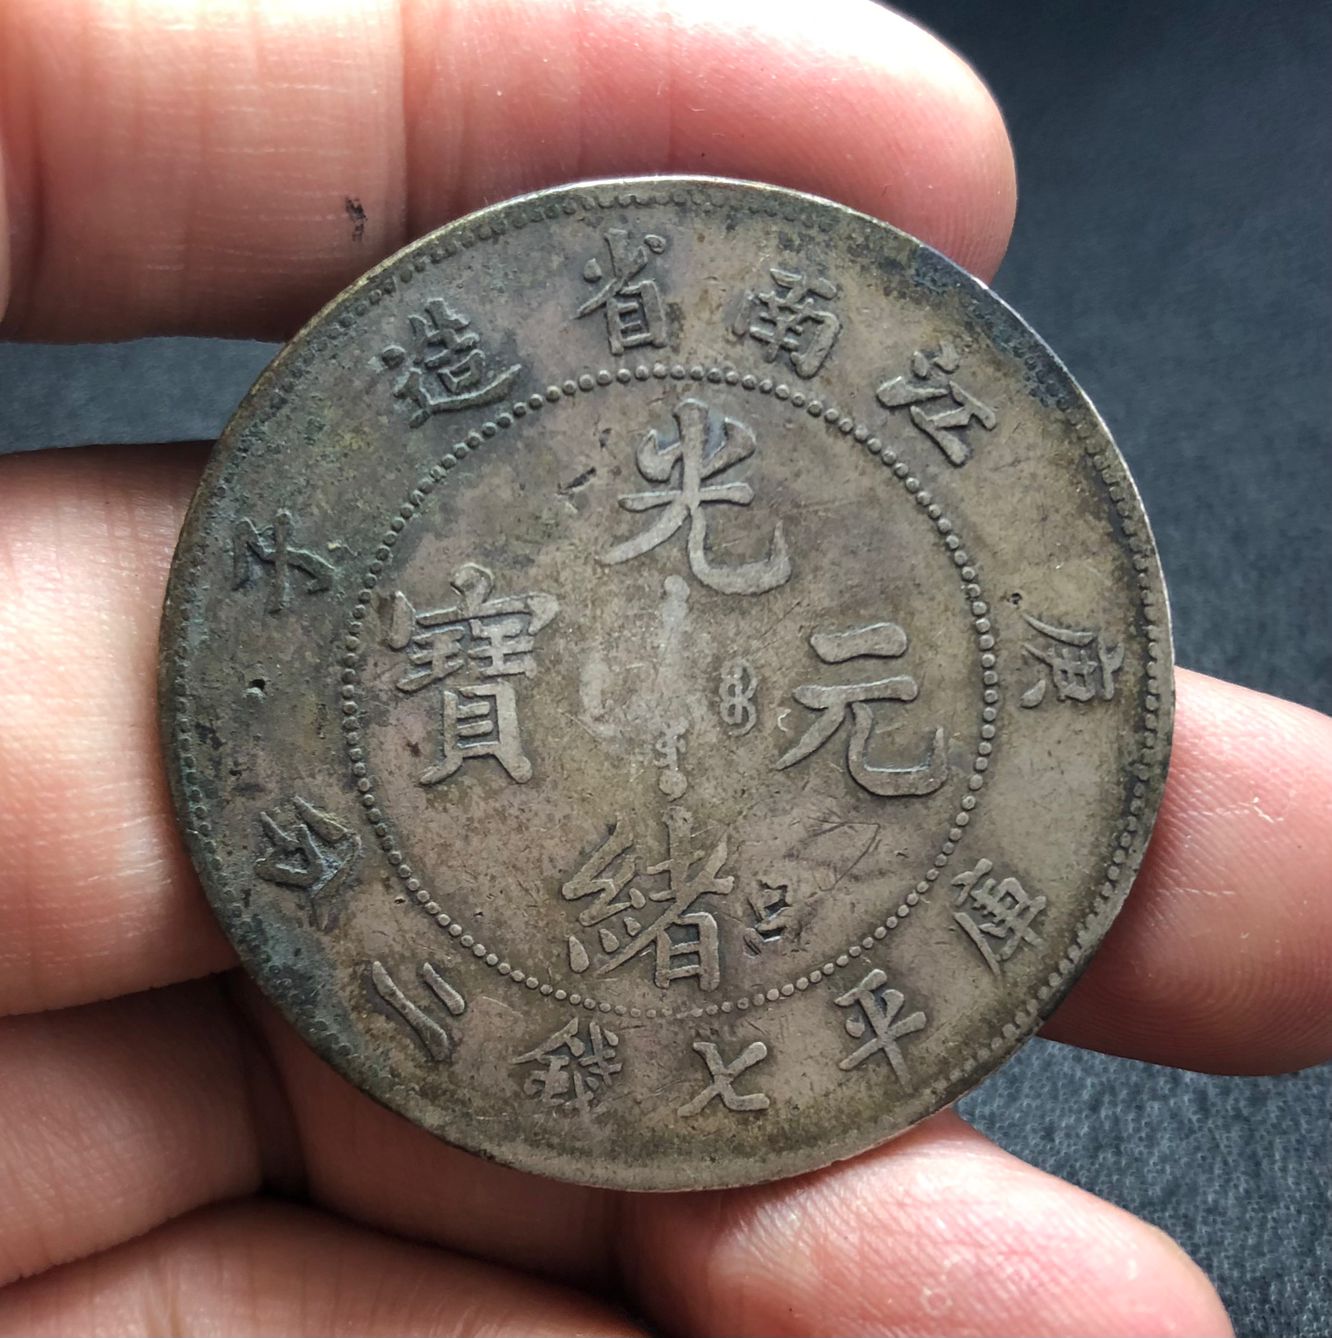 江南省造
庚子
光緒元寶
庫平七錢二分